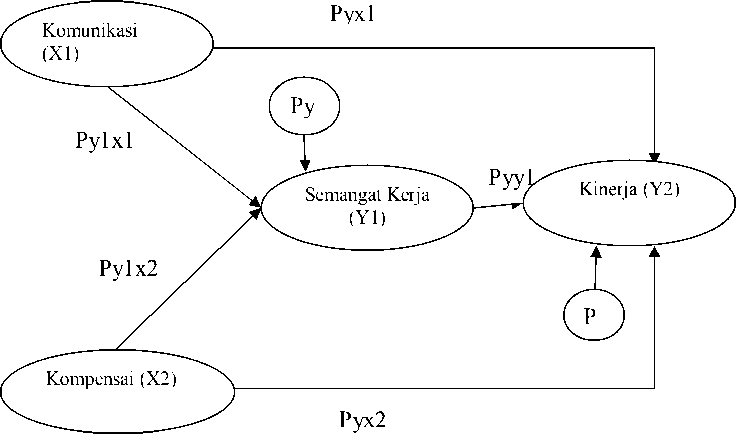 Pyx1
Komunikasi
(X1)
Py
Py1x1
Pyy1
Semangat Kerja
(Y1)
Kinerja (Y2)
Py1x2
P
Kompensai (X2)
Pyx2